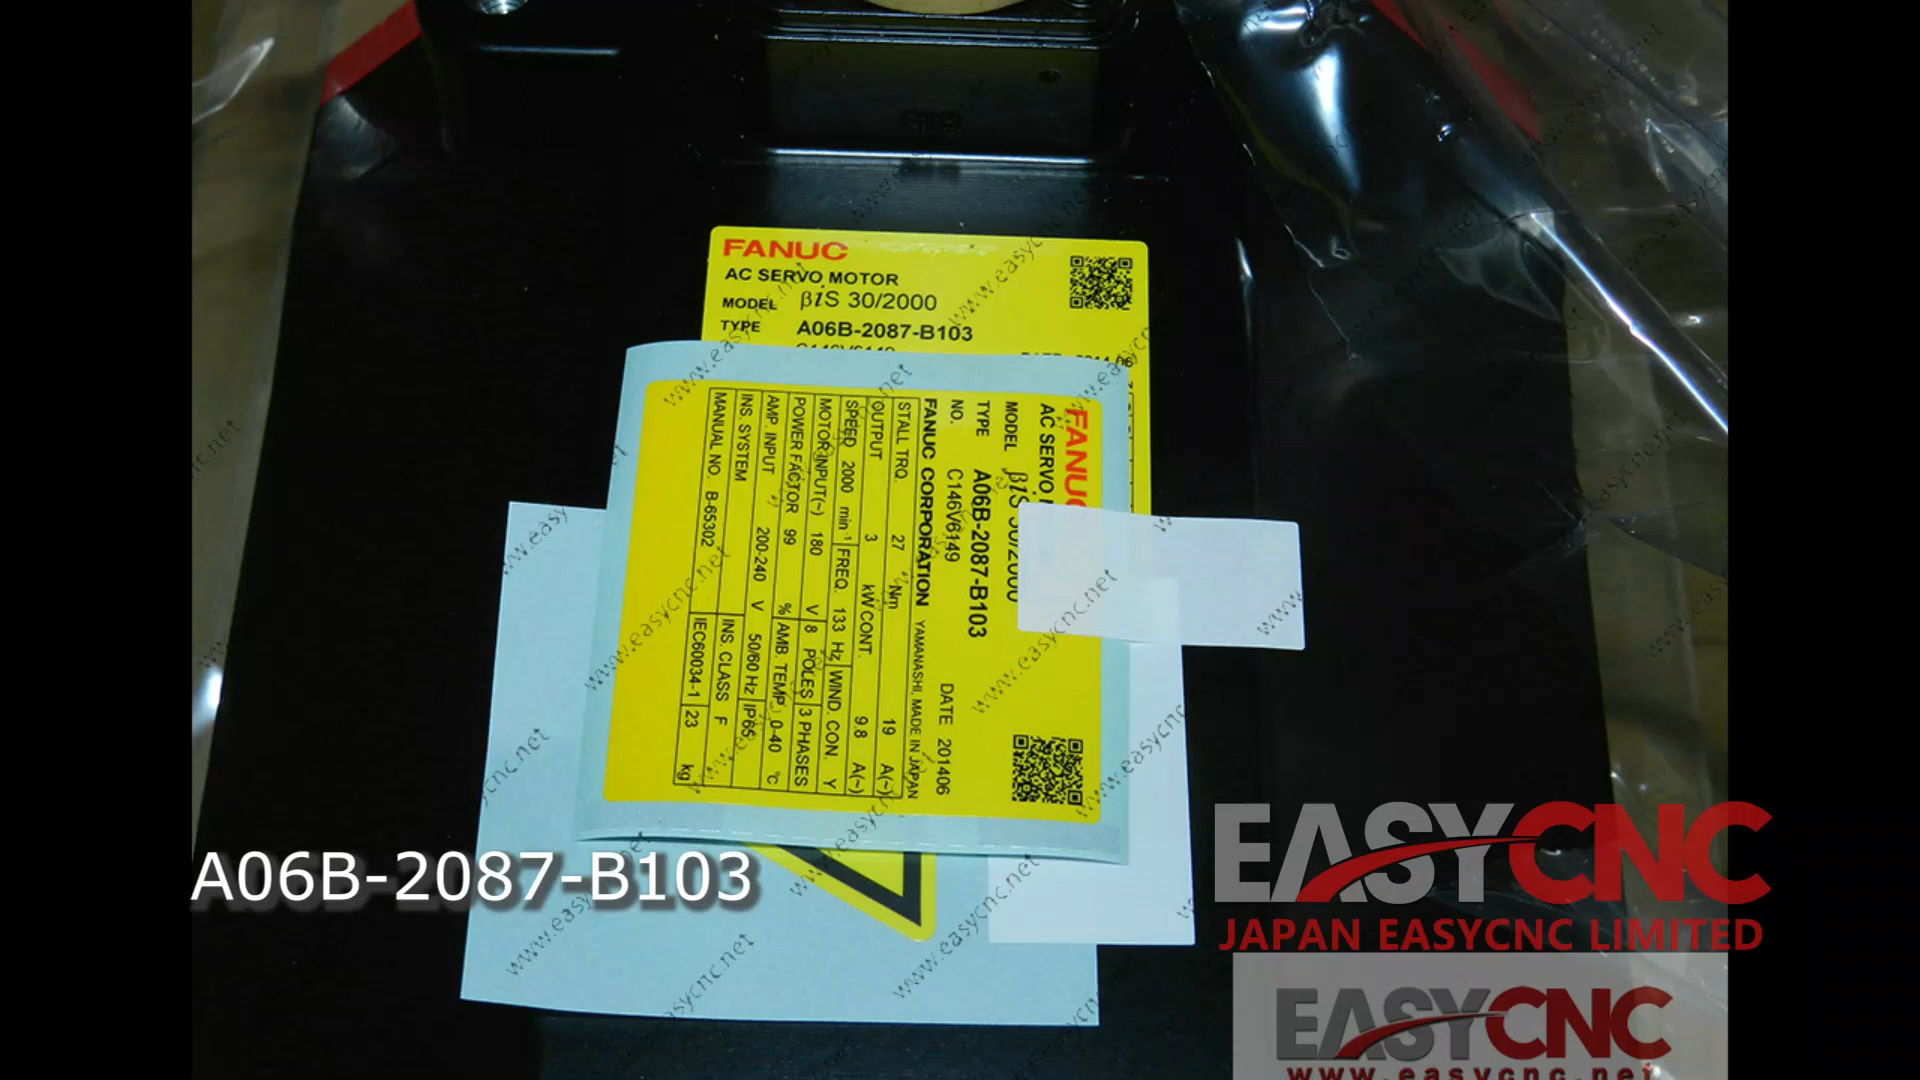 FANUC
AC SERVO MOTOR
MODEL βiS 30/2000
TYPE A06B-2087-B103
FANUC
AC SERVO
MODEL βiS 30/2000
TYPE A06B-2087-B103
NO. C146V6149 DATE 201406
FANUC CORPORATION YAMANASHI, MADE IN JAPAN
STALL TRQ. 27 Nm 19 A(~)
OUTPUT 3 kW CONT. 9.8 A(~)
SPEED 2000 min⁻¹ FREQ. 133 Hz WIND. CON. Y
MOTOR INPUT(~) 180 V 8 POLES 3 PHASES
POWER FACTOR 99 % AMB. TEMP. 0-40 °C
AMP. INPUT 200-240 V 50/60 Hz IP65
INS. SYSTEM INS. CLASS F
MANUAL NO. B-65302 IEC60034-1 23 kg
A06B-2087-B103
EASYCNC
JAPAN EASYCNC LIMITED
EASYCNC
www.easycnc.net